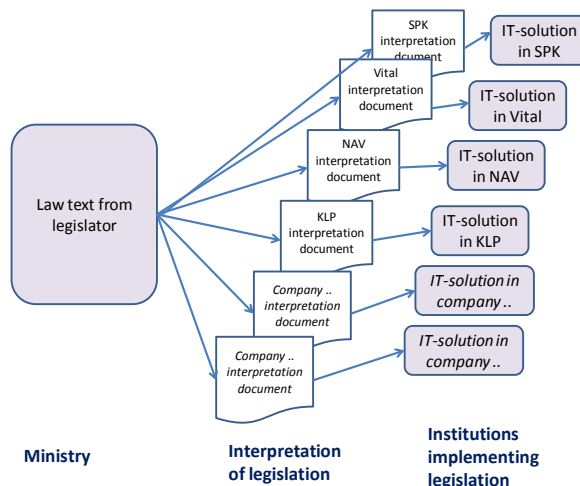 SPK
interpretation
dcument
IT-solution
in SPK
Vital
interpretation
document
IT-solution
in Vital
Law text from
legislator
NAV
interpretation
document
IT-solution
in NAV
KLP
interpretation
document
IT-solution
in KLP
Company ..
interpretation
document
IT-solution in
company ..
Company ..
interpretation
document
IT-solution in
company ..
Ministry
Interpretation
of legislation
Institutions
implementing
legislation